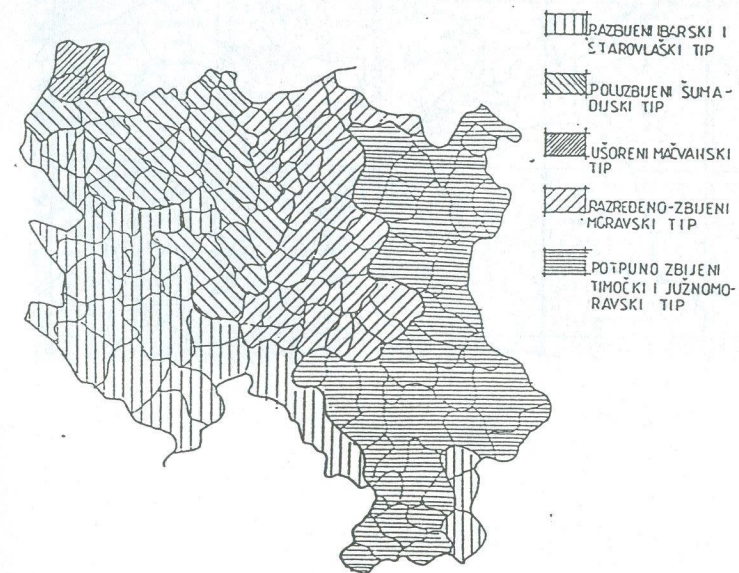 RAZBIJENI IBARSKI I
STAROVLAŠKI TIP
POLUZBIJENI ŠUMA-
DIJSKI TIP
UŠORENI MAČVANSKI
TIP
RAZREĐENO-ZBIJENI
MORAVSKI TIP
POTPUNO ZBIJENI
TIMOČKI I JUŽNOMO-
RAVSKI TIP